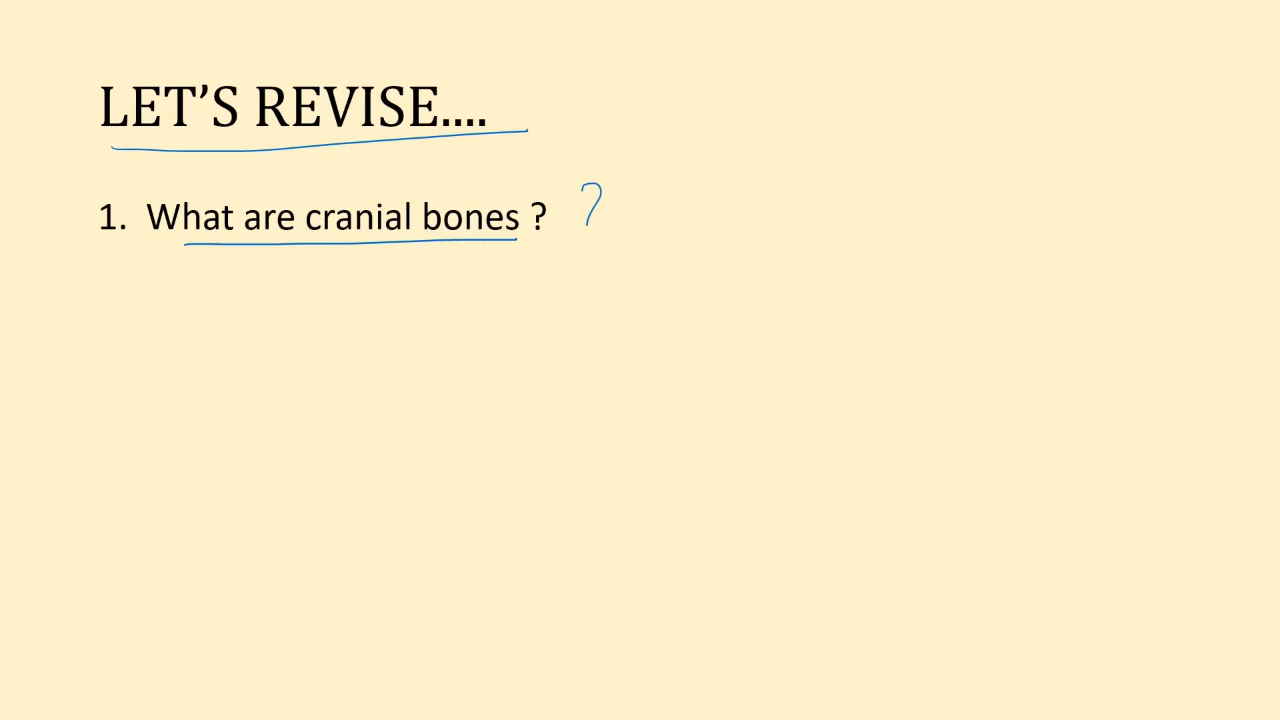 LET’S REVISE....
1. What are cranial bones ? ?